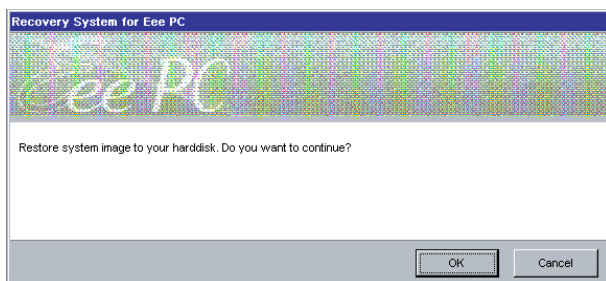 Recovery System for Eee PC
Eee PC
Restore system image to your harddisk. Do you want to continue?
OK
Cancel